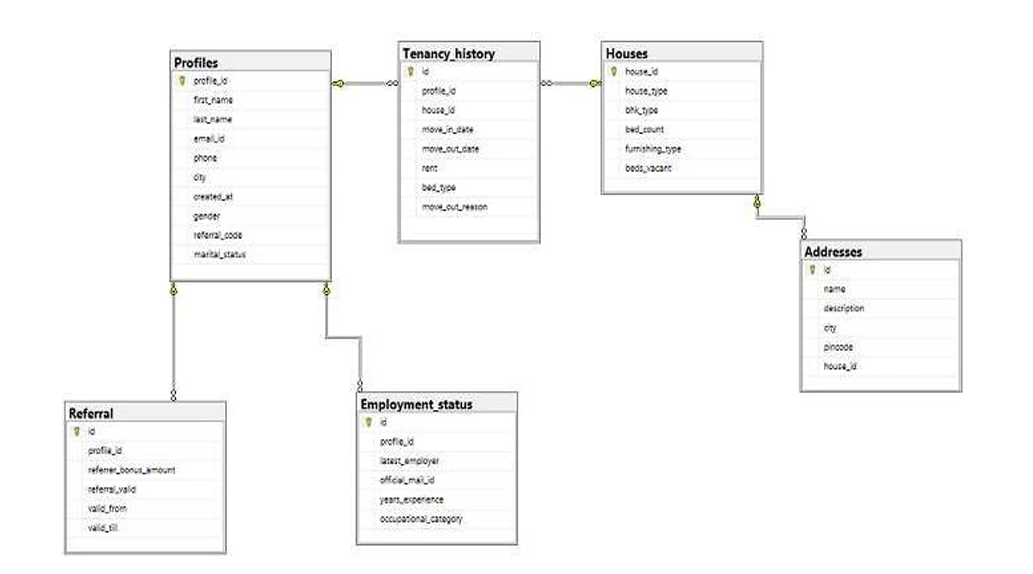 Profiles
profile_id
first_name
last_name
email_id
phone
city
created_at
gender
referral_code
marital_status
Tenancy_history
id
profile_id
house_id
move_in_date
move_out_date
rent
bed_type
move_out_reason
Houses
house_id
house_type
bhk_type
bed_count
furnishing_type
beds_vacant
Addresses
id
name
description
city
pincode
house_id
Referral
id
profile_id
referrer_bonus_amount
referral_valid
valid_from
valid_till
Employment_status
id
profile_id
latest_employer
official_mail_id
years_experience
occupational_category